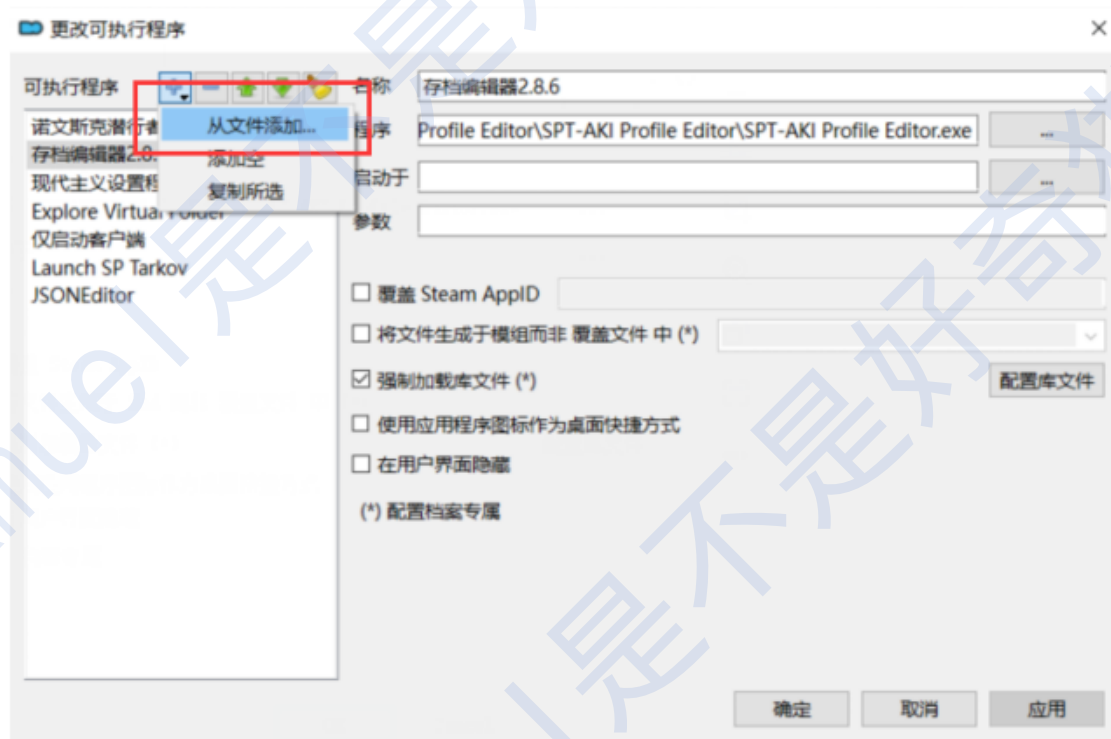 更改可执行程序
可执行程序
名称 存档编辑器2.8.6
诺文斯克潜行者
从文件添加...
程序 Profile Editor\SPT-AKI Profile Editor\SPT-AKI Profile Editor.exe ...
存档编辑器2.8.
添加空
现代主义设置程
复制所选
启动于 ...
Explore Virtual Folder
参数
仅启动客户端
Launch SP Tarkov
JSONEditor
覆盖 Steam AppID
将文件生成于模组而非 覆盖文件 中 (*)
强制加载库文件 (*)
配置库文件
使用应用程序图标作为桌面快捷方式
在用户界面隐藏
(*) 配置档案专属
确定 取消 应用